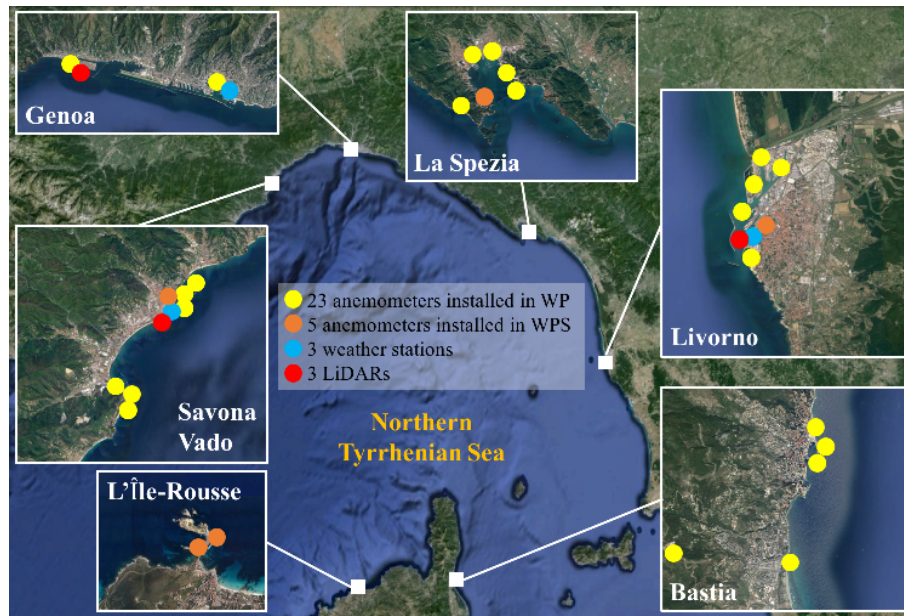 Genoa
La Spezia
Livorno
Savona
Vado
23 anemometers installed in WP
5 anemometers installed in WPS
3 weather stations
3 LiDARs
Northern
Tyrrhenian Sea
L'Île-Rousse
Bastia